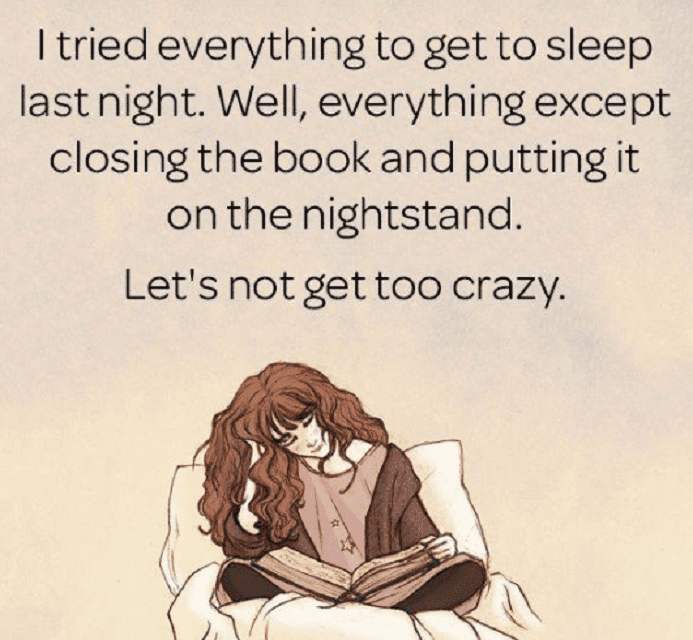 I tried everything to get to sleep
last night. Well, everything except
closing the book and putting it
on the nightstand.
Let's not get too crazy.